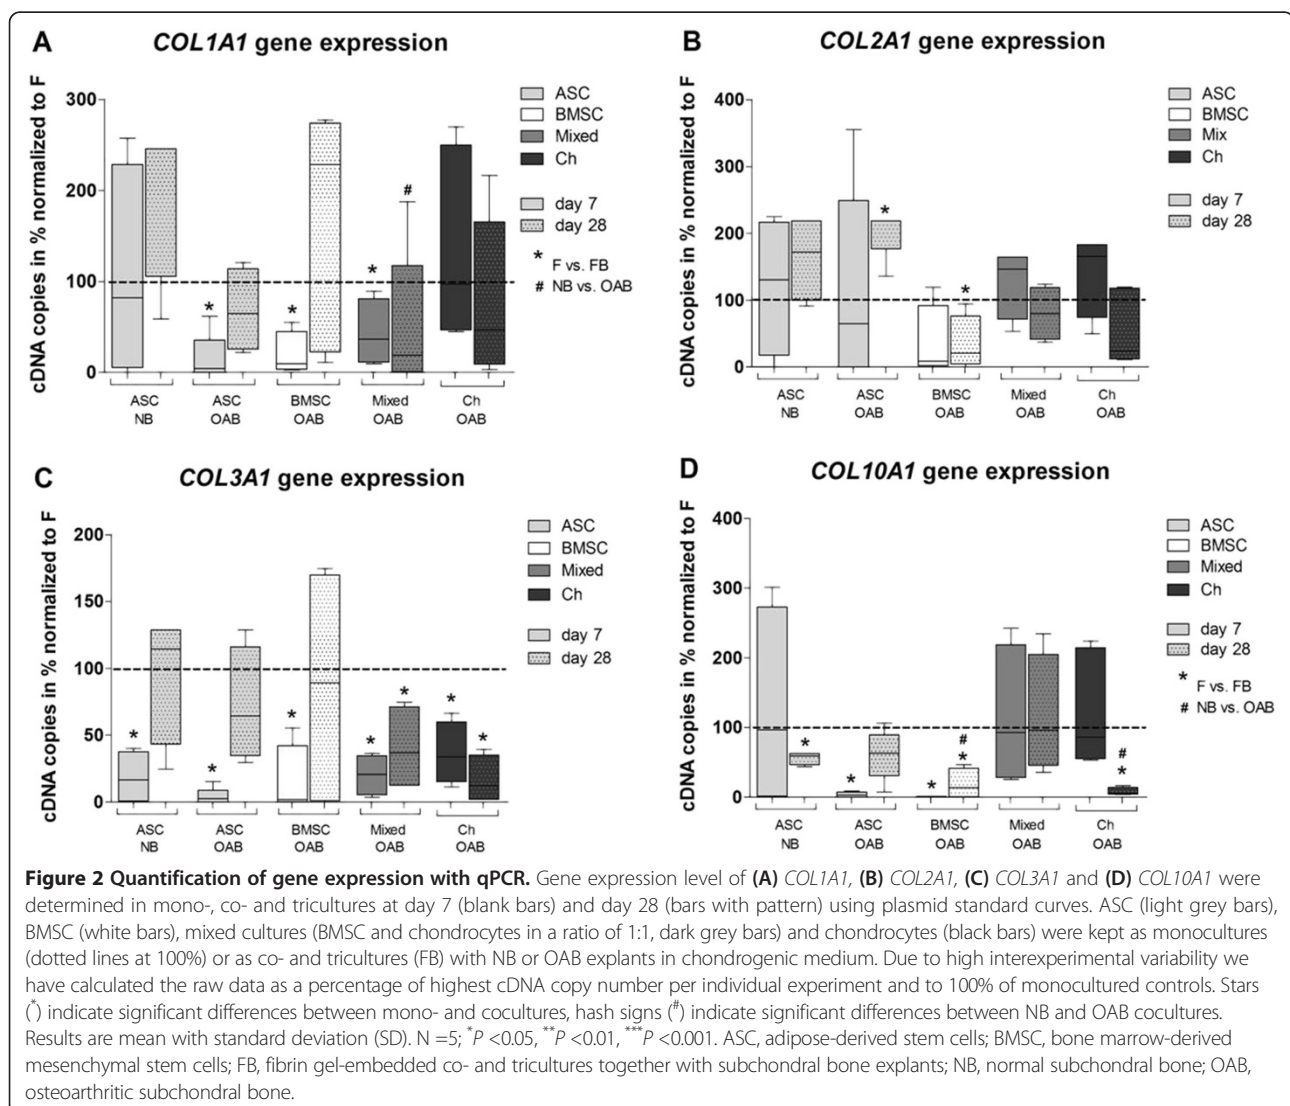 A
COL1A1 gene expression
cDNA copies in % normalized to F
300
200
100
0
ASC
NB
ASC
OAB
BMSC
OAB
Mixed
OAB
Ch
OAB
ASC
BMSC
Mixed
Ch
day 7
day 28
* F vs. FB
# NB vs. OAB
*
*
*
#
B
COL2A1 gene expression
cDNA copies in % normalized to F
400
300
200
100
0
ASC
NB
ASC
OAB
BMSC
OAB
Mixed
OAB
Ch
OAB
ASC
BMSC
Mix
Ch
day 7
day 28
*
*
C
COL3A1 gene expression
cDNA copies in % normalized to F
200
150
100
50
0
ASC
NB
ASC
OAB
BMSC
OAB
Mixed
OAB
Ch
OAB
ASC
BMSC
Mixed
Ch
day 7
day 28
*
*
*
*
*
*
*
D
COL10A1 gene expression
cDNA copies in % normalized to F
400
300
200
100
0
ASC
NB
ASC
OAB
BMSC
OAB
Mixed
OAB
Ch
OAB
ASC
BMSC
Mixed
Ch
day 7
day 28
* F vs. FB
# NB vs. OAB
*
*
*
#
*
#
*
Figure 2 Quantification of gene expression with qPCR. Gene expression level of (A) COL1A1, (B) COL2A1, (C) COL3A1 and (D) COL10A1 were
determined in mono-, co- and tricultures at day 7 (blank bars) and day 28 (bars with pattern) using plasmid standard curves. ASC (light grey bars),
BMSC (white bars), mixed cultures (BMSC and chondrocytes in a ratio of 1:1, dark grey bars) and chondrocytes (black bars) were kept as monocultures
(dotted lines at 100%) or as co- and tricultures (FB) with NB or OAB explants in chondrogenic medium. Due to high interexperimental variability we
have calculated the raw data as a percentage of highest cDNA copy number per individual experiment and to 100% of monocultured controls. Stars
(*) indicate significant differences between mono- and cocultures, hash signs (#) indicate significant differences between NB and OAB cocultures.
Results are mean with standard deviation (SD). N =5; *P <0.05, **P <0.01, ***P <0.001. ASC, adipose-derived stem cells; BMSC, bone marrow-derived
mesenchymal stem cells; FB, fibrin gel-embedded co- and tricultures together with subchondral bone explants; NB, normal subchondral bone; OAB,
osteoarthritic subchondral bone.